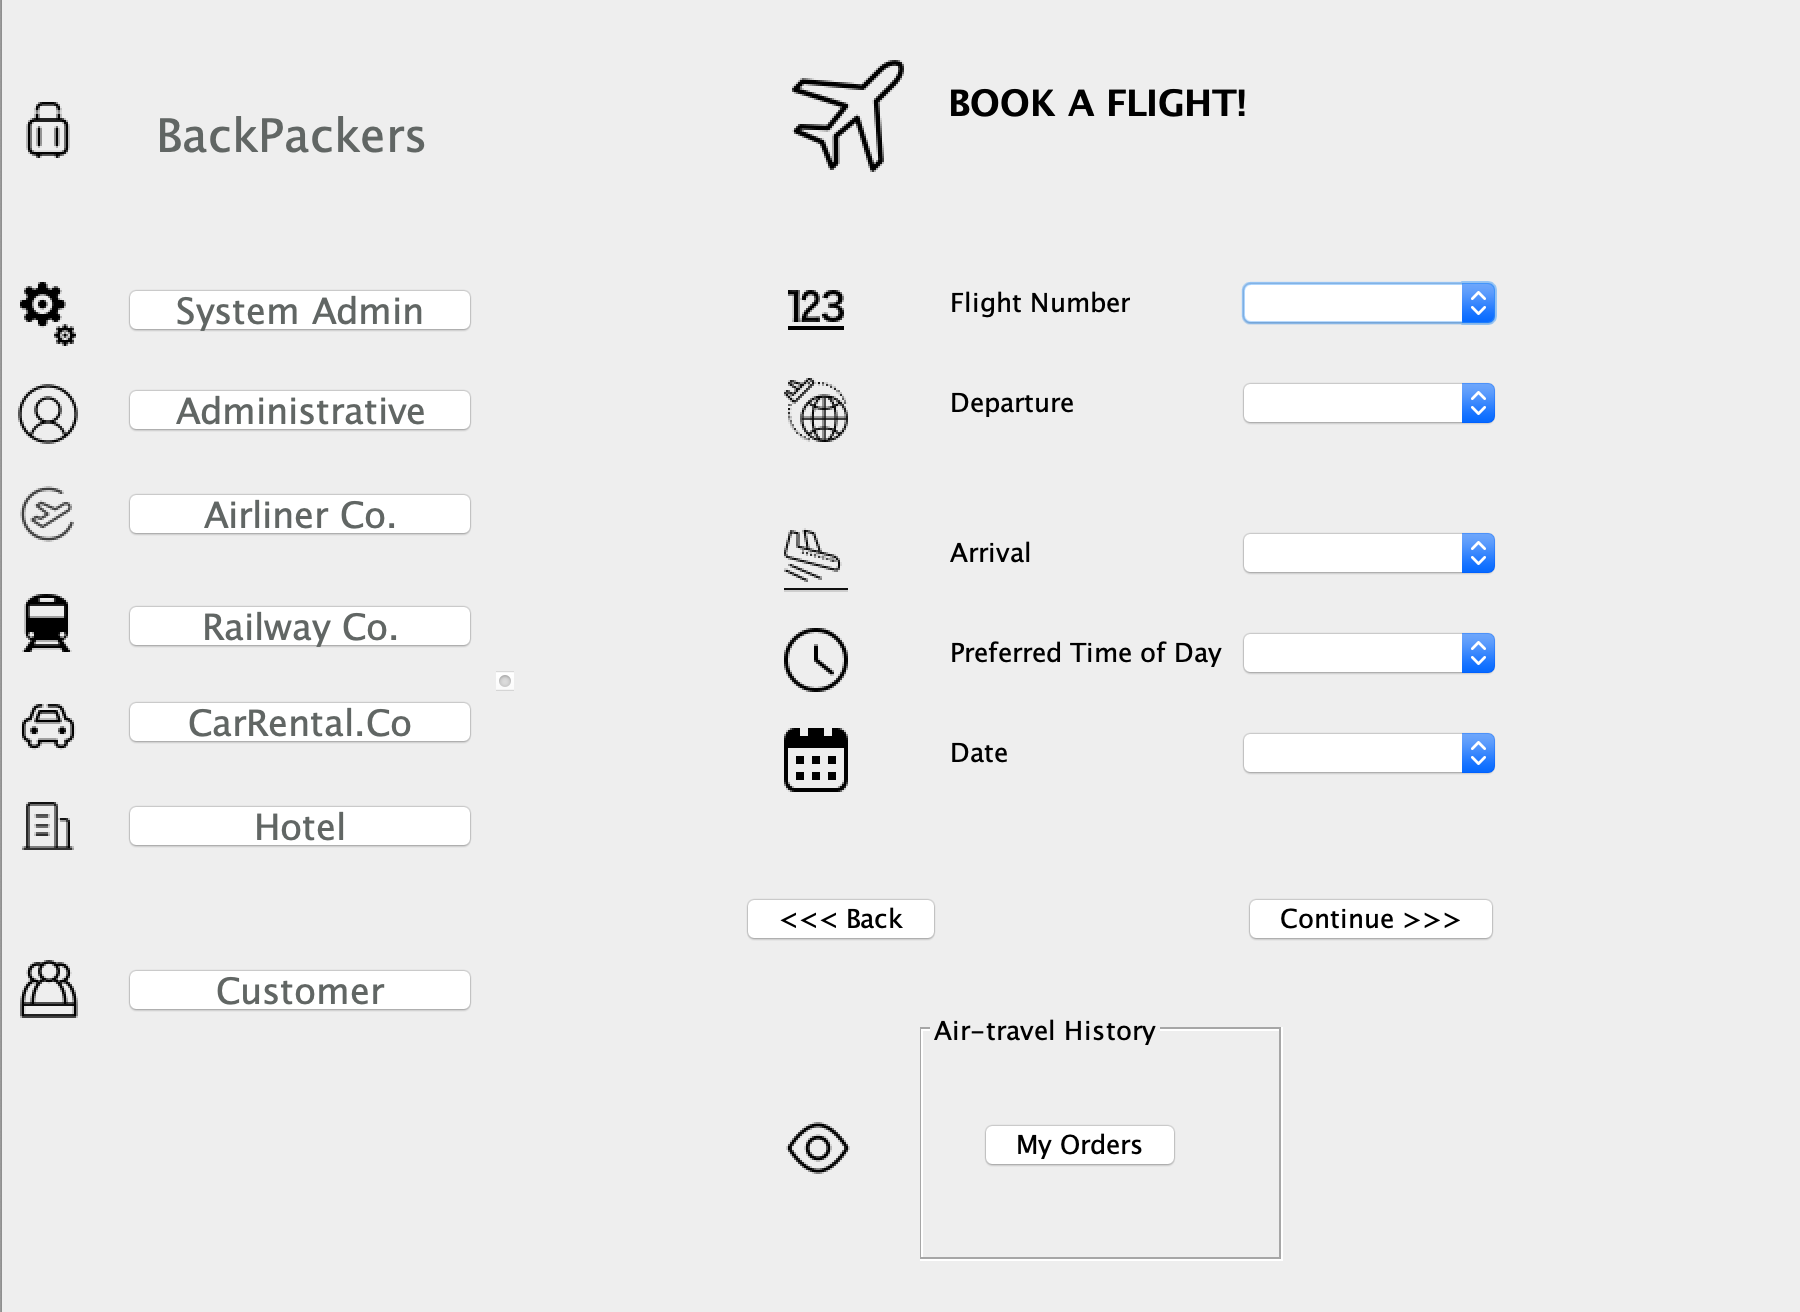 BackPackers
System Admin
Administrative
Airliner Co.
Railway Co.
CarRental.Co
Hotel
Customer
BOOK A FLIGHT!
123
Flight Number
Departure
Arrival
Preferred Time of Day
Date
<<< Back
Continue >>>
Air-travel History
My Orders